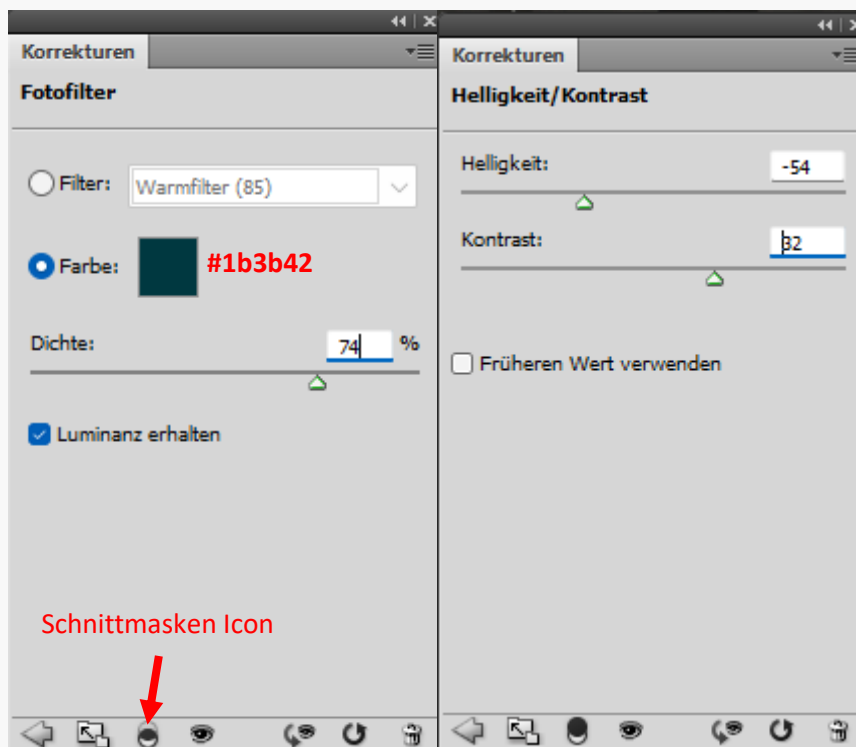 Korrekturen
Fotofilter
Filter: Warmfilter (85)
Farbe: #1b3b42
Dichte: 74 %
Luminanz erhalten
Schnittmasken Icon
Korrekturen
Helligkeit/Kontrast
Helligkeit: -54
Kontrast: 32
Früheren Wert verwenden